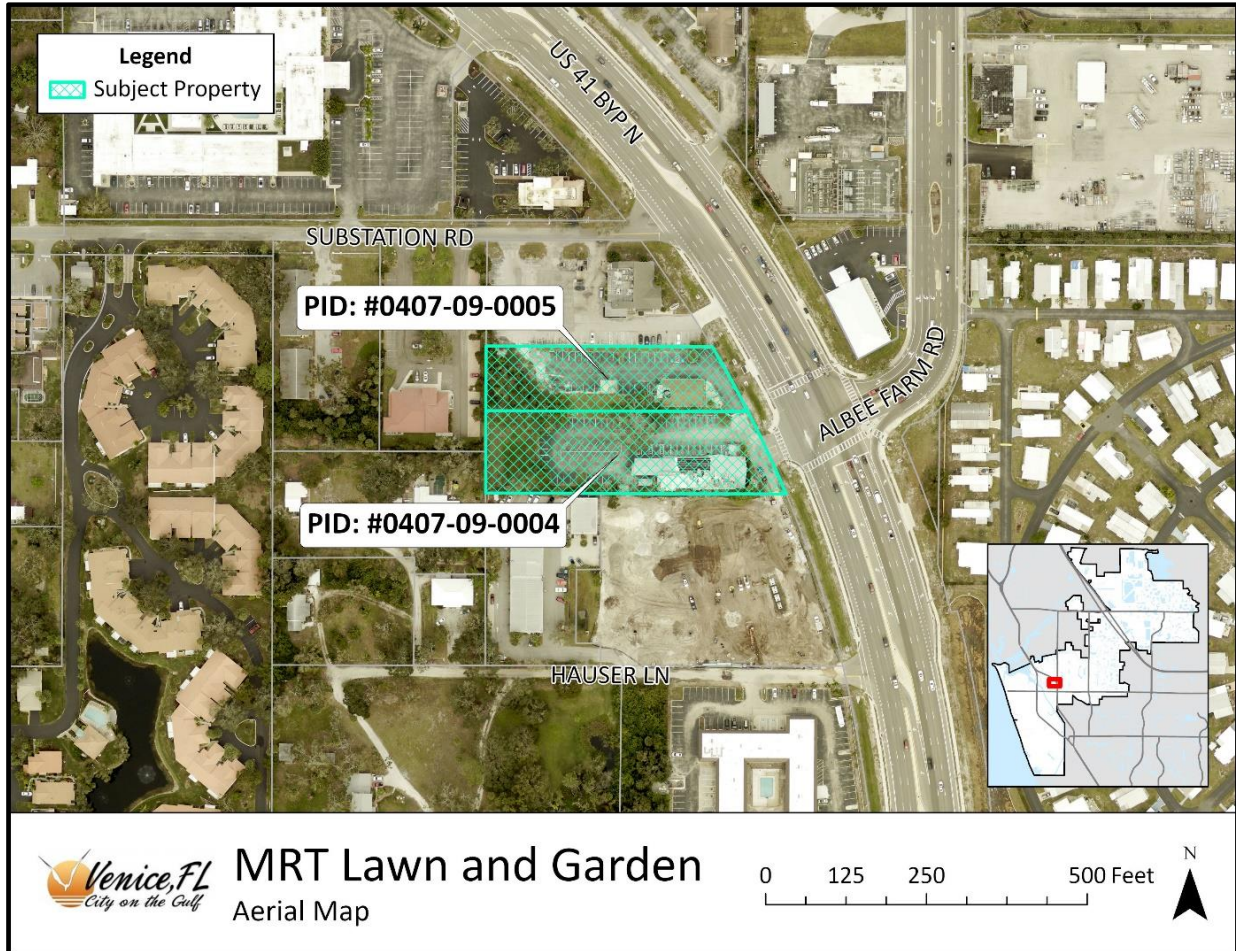 Legend
Subject Property
US 41 BYP N
SUBSTATION RD
PID: #0407-09-0005
ALBEE FARM RD
PID: #0407-09-0004
HAUSER LN
Venice, FL
City on the Gulf
MRT Lawn and Garden
Aerial Map
0 125 250 500 Feet
N